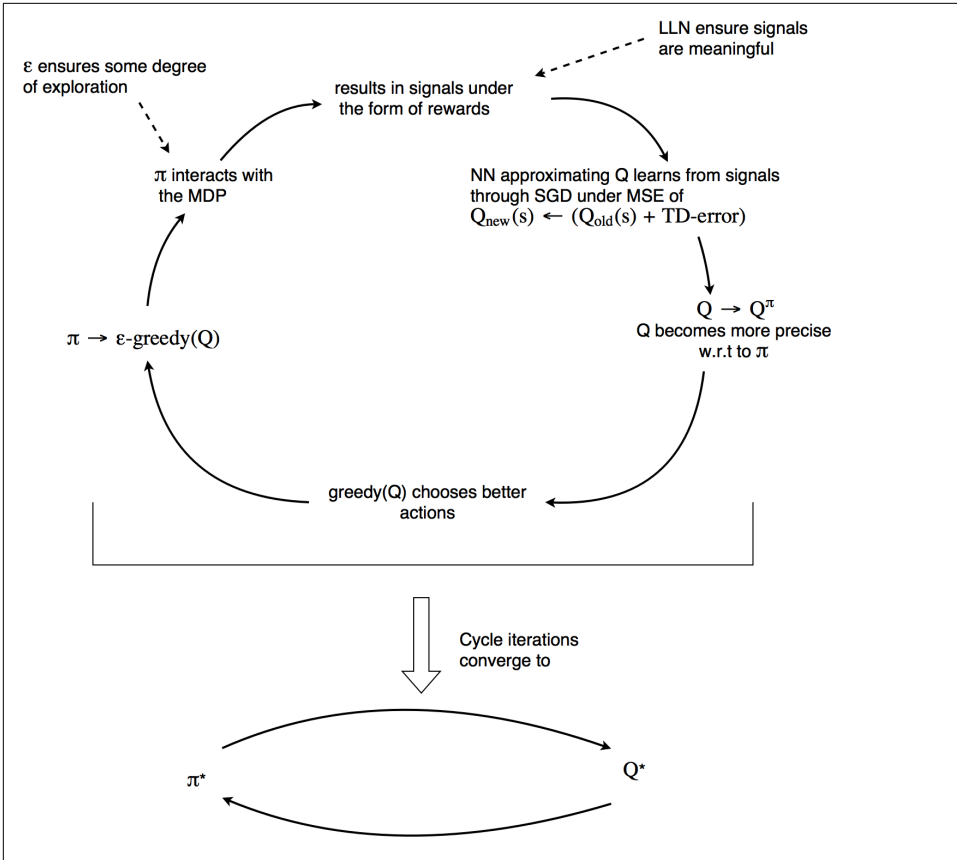 LLN ensure signals
are meaningful
ε ensures some degree
of exploration
results in signals under
the form of rewards
π interacts with
the MDP
NN approximating Q learns from signals
through SGD under MSE of
Qnew(s) ← (Qold(s) + TD-error)
Q → Qπ
Q becomes more precise
w.r.t to π
π → ε-greedy(Q)
greedy(Q) chooses better
actions
Cycle iterations
converge to
π*
Q*